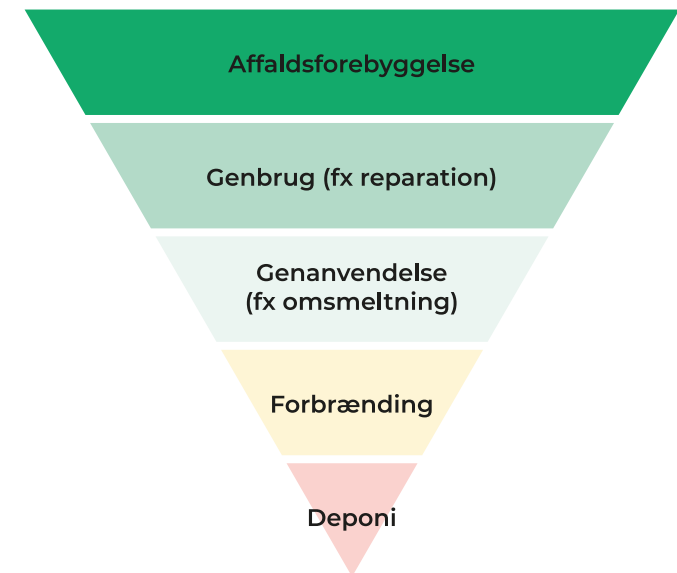 Affaldsforebyggelse
Genbrug (fx reparation)
Genanvendelse
(fx omsmeltning)
Forbrænding
Deponi